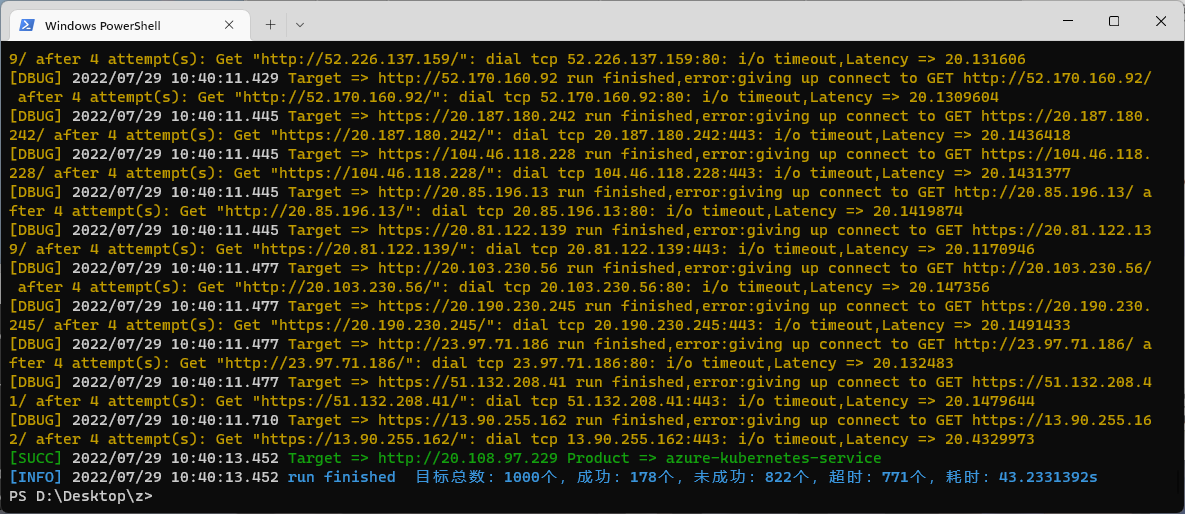 Windows PowerShell
9/ after 4 attempt(s): Get "http://52.226.137.159/": dial tcp 52.226.137.159:80: i/o timeout,Latency => 20.131606
[DBUG] 2022/07/29 10:40:11.429 Target => http://52.170.160.92 run finished,error:giving up connect to GET http://52.170.160.92/
after 4 attempt(s): Get "http://52.170.160.92/": dial tcp 52.170.160.92:80: i/o timeout,Latency => 20.1309604
[DBUG] 2022/07/29 10:40:11.445 Target => https://20.187.180.242 run finished,error:giving up connect to GET https://20.187.180.
242/ after 4 attempt(s): Get "https://20.187.180.242/": dial tcp 20.187.180.242:443: i/o timeout,Latency => 20.1436418
[DBUG] 2022/07/29 10:40:11.445 Target => https://104.46.118.228 run finished,error:giving up connect to GET https://104.46.118.
228/ after 4 attempt(s): Get "https://104.46.118.228/": dial tcp 104.46.118.228:443: i/o timeout,Latency => 20.1431377
[DBUG] 2022/07/29 10:40:11.445 Target => http://20.85.196.13 run finished,error:giving up connect to GET http://20.85.196.13/ a
fter 4 attempt(s): Get "http://20.85.196.13/": dial tcp 20.85.196.13:80: i/o timeout,Latency => 20.1419874
[DBUG] 2022/07/29 10:40:11.445 Target => https://20.81.122.139 run finished,error:giving up connect to GET https://20.81.122.13
9/ after 4 attempt(s): Get "https://20.81.122.139/": dial tcp 20.81.122.139:443: i/o timeout,Latency => 20.1170946
[DBUG] 2022/07/29 10:40:11.477 Target => http://20.103.230.56 run finished,error:giving up connect to GET http://20.103.230.56/
after 4 attempt(s): Get "http://20.103.230.56/": dial tcp 20.103.230.56:80: i/o timeout,Latency => 20.147356
[DBUG] 2022/07/29 10:40:11.477 Target => https://20.190.230.245 run finished,error:giving up connect to GET https://20.190.230.
245/ after 4 attempt(s): Get "https://20.190.230.245/": dial tcp 20.190.230.245:443: i/o timeout,Latency => 20.1491433
[DBUG] 2022/07/29 10:40:11.477 Target => http://23.97.71.186 run finished,error:giving up connect to GET http://23.97.71.186/ a
fter 4 attempt(s): Get "http://23.97.71.186/": dial tcp 23.97.71.186:80: i/o timeout,Latency => 20.132483
[DBUG] 2022/07/29 10:40:11.477 Target => https://51.132.208.41 run finished,error:giving up connect to GET https://51.132.208.4
1/ after 4 attempt(s): Get "https://51.132.208.41/": dial tcp 51.132.208.41:443: i/o timeout,Latency => 20.1479644
[DBUG] 2022/07/29 10:40:11.710 Target => https://13.90.255.162 run finished,error:giving up connect to GET https://13.90.255.16
2/ after 4 attempt(s): Get "https://13.90.255.162/": dial tcp 13.90.255.162:443: i/o timeout,Latency => 20.4329973
[SUCC] 2022/07/29 10:40:13.452 Target => http://20.108.97.229 Product => azure-kubernetes-service
[INFO] 2022/07/29 10:40:13.452 run finished 目标总数: 1000个, 成功: 178个, 未成功: 822个, 超时: 771个, 耗时: 43.2331392s
PS D:\Desktop\z>